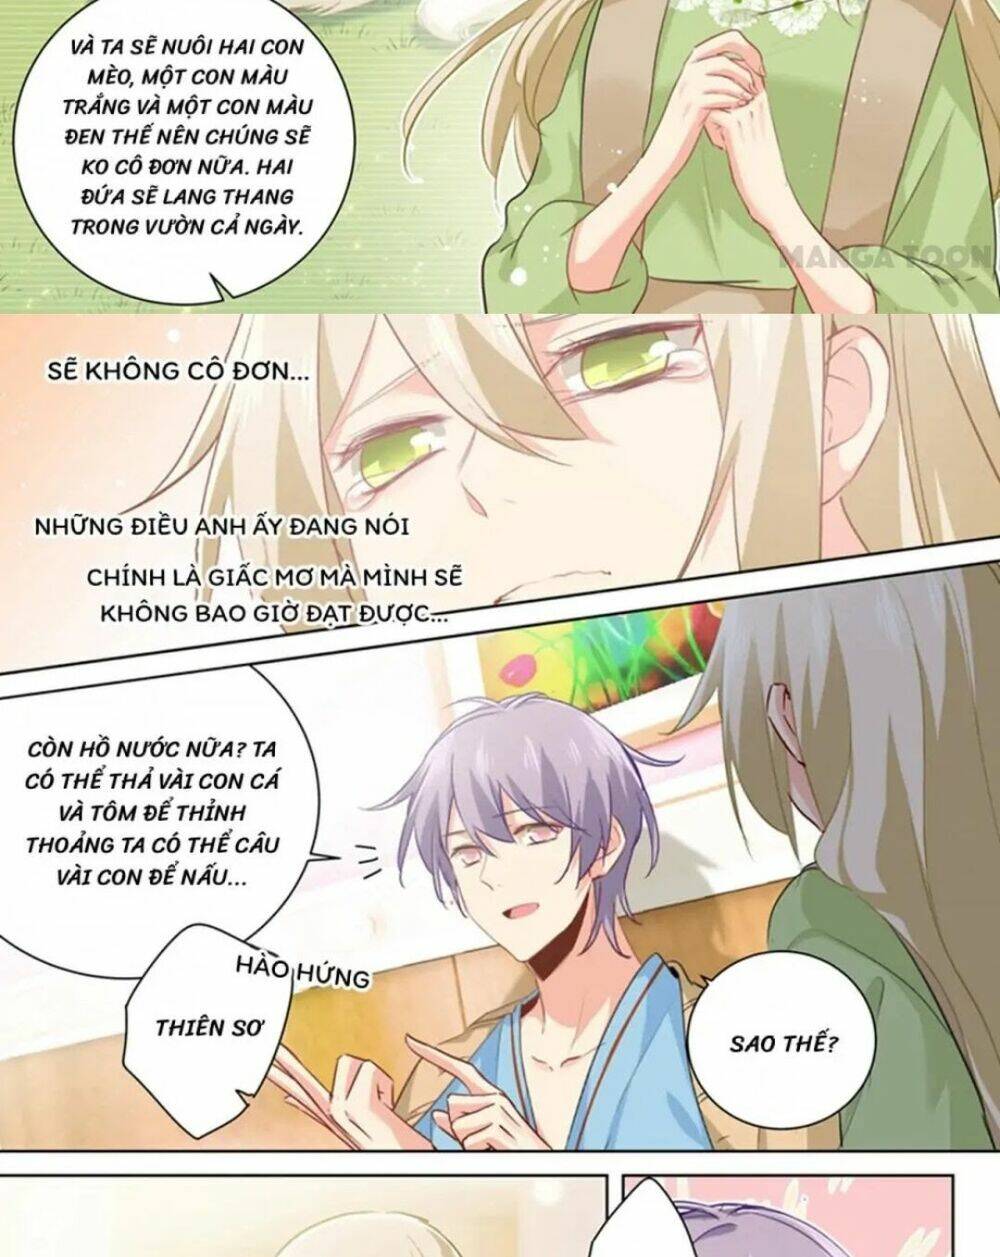 VÀ TA SẼ NUÔI HAI CON
MÈO, MỘT CON MÀU
TRẮNG VÀ MỘT CON MÀU
ĐEN THẾ NÊN CHÚNG SẼ
KO CÔ ĐƠN NỮA. HAI
ĐỨA SẼ LANG THANG
TRONG VƯỜN CẢ NGÀY.
MANGA TOON
SẼ KHÔNG CÔ ĐƠN...
NHỮNG ĐIỀU ANH ẤY ĐANG NÓI
CHÍNH LÀ GIẤC MƠ MÀ MÌNH SẼ
KHÔNG BAO GIỜ ĐẠT ĐƯỢC...
CÒN HỒ NƯỚC NỮA? TA
CÓ THỂ THẢ VÀI CON CÁ
VÀ TÔM ĐỂ THỈNH
THOẢNG TA CÓ THỂ CÂU
VÀI CON ĐỂ NẤU...
HÀO HỨNG
THIÊN SƠ
SAO THẾ?